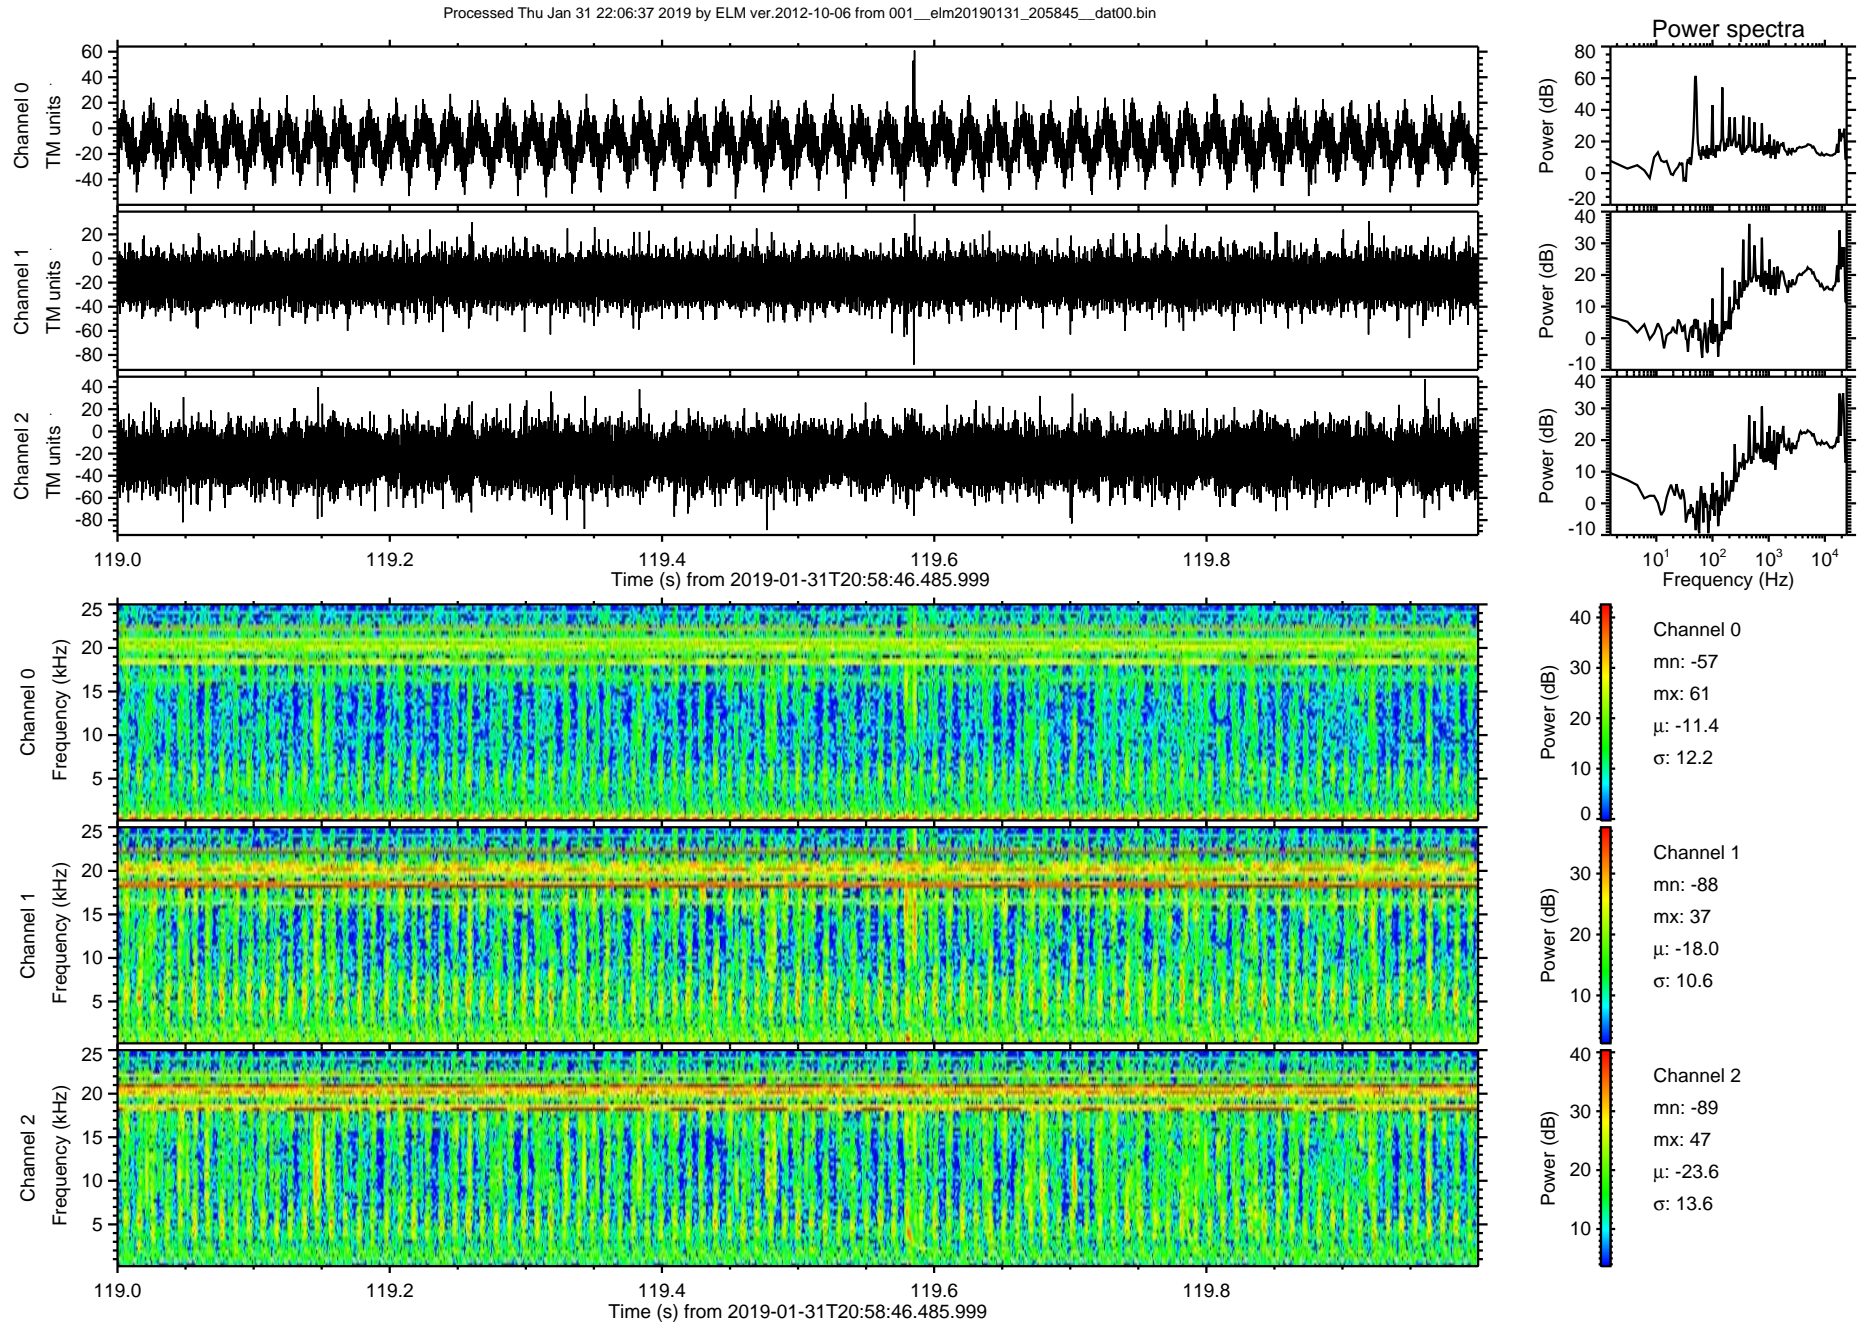 Processed Thu Jan 31 22:06:37 2019 by ELM ver.2012-10-06 from 001__elm20190131_205845__dat00.bin
Power spectra
Channel 0
TM units
60
40
20
0
-20
-40
Power (dB)
80
60
40
20
0
-20
Channel 1
TM units
20
0
-20
-40
-60
-80
Power (dB)
40
30
20
10
0
-10
Channel 2
TM units
40
20
0
-20
-40
-60
-80
Power (dB)
40
30
20
10
0
-10
119.0 119.2 119.4 119.6 119.8
Time (s) from 2019-01-31T20:58:46.485.999
10¹ 10² 10³ 10⁴
Frequency (Hz)
Channel 0
Frequency (kHz)
25
20
15
10
5
Power (dB)
40
30
20
10
0
Channel 0
mn: -57
mx: 61
µ: -11.4
σ: 12.2
Channel 1
Frequency (kHz)
25
20
15
10
5
Power (dB)
30
20
10
Channel 1
mn: -88
mx: 37
µ: -18.0
σ: 10.6
Channel 2
Frequency (kHz)
25
20
15
10
5
Power (dB)
40
30
20
10
Channel 2
mn: -89
mx: 47
µ: -23.6
σ: 13.6
119.0 119.2 119.4 119.6 119.8
Time (s) from 2019-01-31T20:58:46.485.999